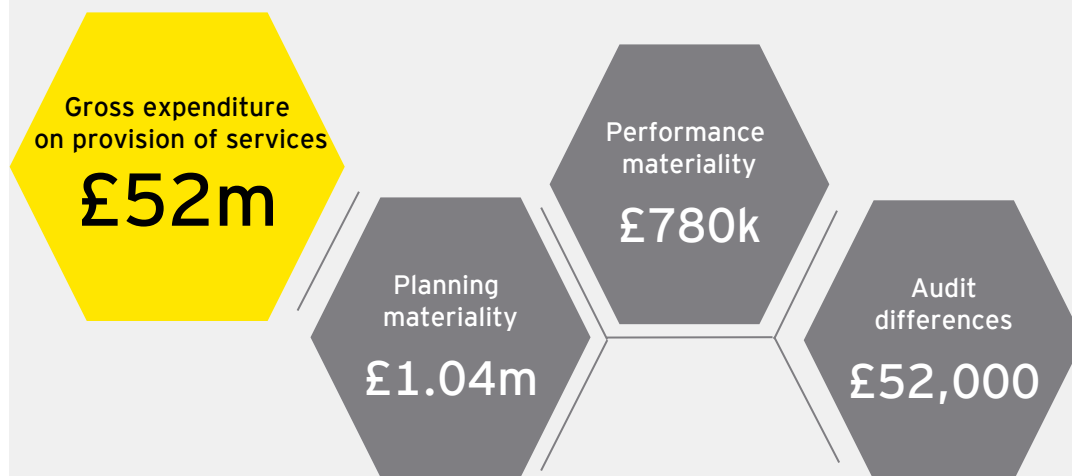 Gross expenditure
on provision of services
£52m
Planning
materiality
£1.04m
Performance
materiality
£780k
Audit
differences
£52,000